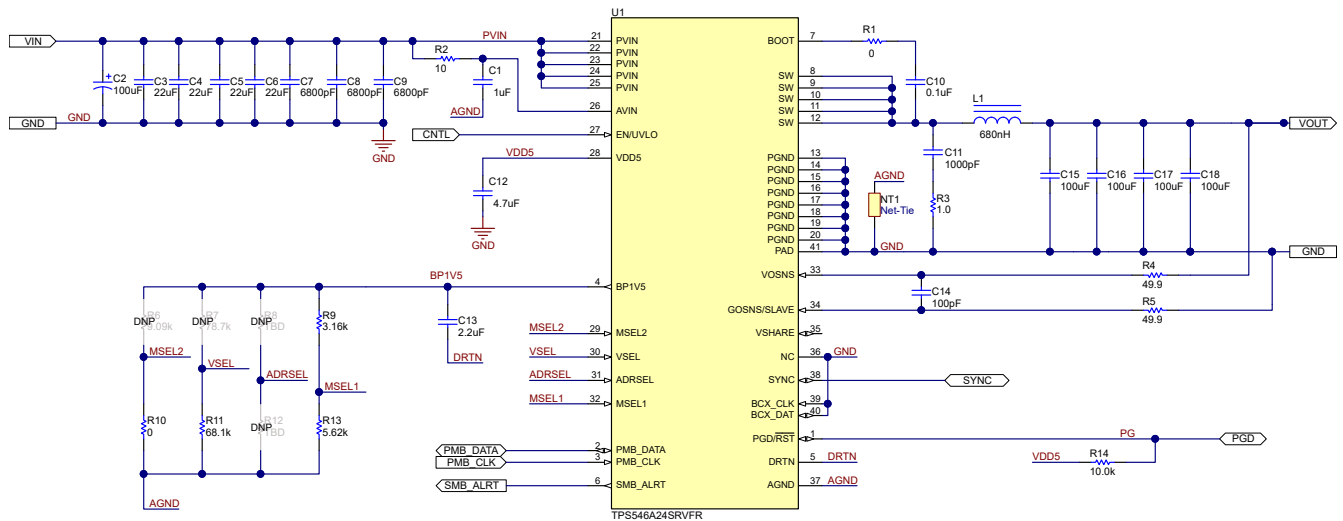 U1
VIN
PVIN
21
PVIN
22
PVIN
23
PVIN
24
PVIN
25
PVIN
R2
10
C2
100uF
C3
22uF
C4
22uF
C5
22uF
C6
22uF
C7
6800pF
C8
6800pF
C9
6800pF
C1
1uF
AGND
GND
GND
GND
26
AVIN
CNTL
27
EN/UVLO
VDD5
28
VDD5
C12
4.7uF
GND
BP1V5
4
BP1V5
DNP
DNP
R7
78.7k
DNP
R8
TBD
R9
3.16k
C13
2.2uF
DRTN
MSEL2
VSEL
ADRSEL
MSEL1
R10
0
R11
68.1k
DNP
R12
TBD
R13
5.62k
AGND
MSEL2
29
MSEL2
VSEL
30
VSEL
ADRSEL
31
ADRSEL
MSEL1
32
MSEL1
PMB_DATA
2
PMB_DATA
PMB_CLK
3
PMB_CLK
SMB_ALRT
6
SMB_ALRT
TPS546A24SRVFR
BOOT
7
R1
0
SW
8
SW
9
SW
10
SW
11
SW
12
C10
0.1uF
L1
680nH
VOUT
C11
1000pF
R3
1.0
C15
100uF
C16
100uF
C17
100uF
C18
100uF
PGND
13
PGND
14
PGND
15
PGND
16
PGND
17
PGND
18
PGND
19
PGND
20
PAD
41
AGND
NT1
Net-Tie
GND
GND
VOSNS
33
R4
49.9
C14
100pF
GOSNS/SLAVE
34
R5
49.9
VSHARE
35
NC
36
GND
SYNC
38
SYNC
BCX_CLK
39
BCX_DAT
40
PGD/RST
1
PG
PGD
VDD5
R14
10.0k
DRTN
5
DRTN
AGND
37
AGND